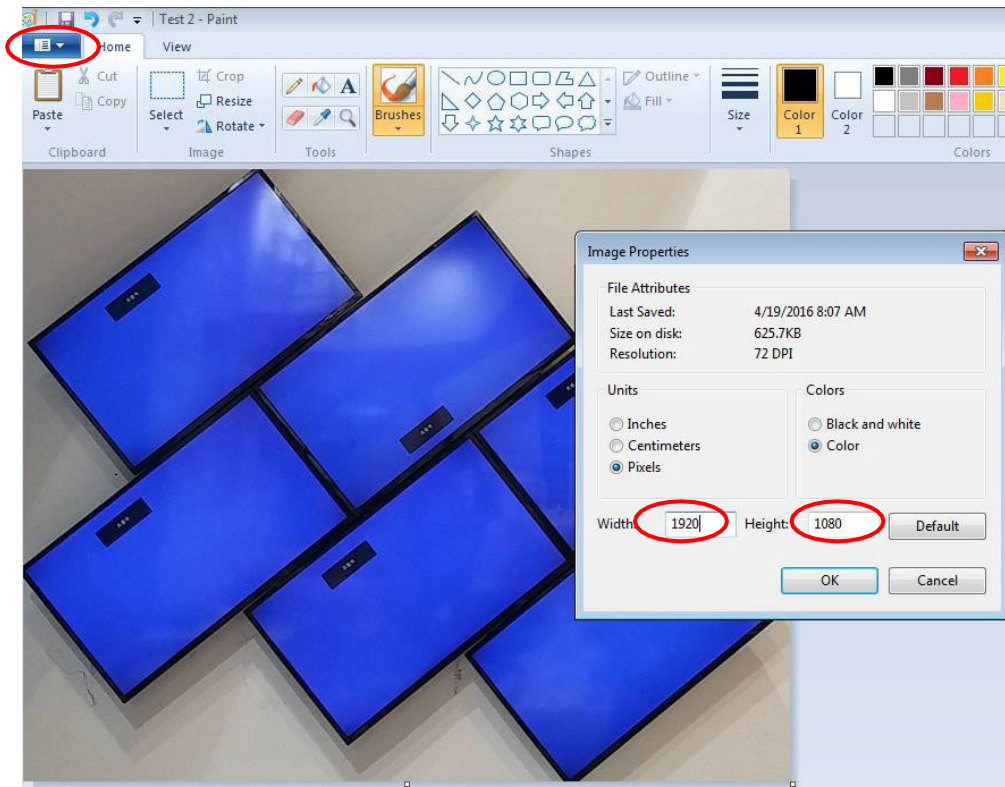 Test 2 - Paint
Home View
Cut
Copy
Paste
Clipboard
Crop
Resize
Rotate
Select
Image
A
Tools
Brushes
Outline
Fill
Shapes
Size
Color
1
Color
2
Colors
Image Properties
File Attributes
Last Saved: 4/19/2016 8:07 AM
Size on disk: 625.7KB
Resolution: 72 DPI
Units
Inches
Centimeters
Pixels
Colors
Black and white
Color
Width: 1920 Height: 1080 Default
OK Cancel